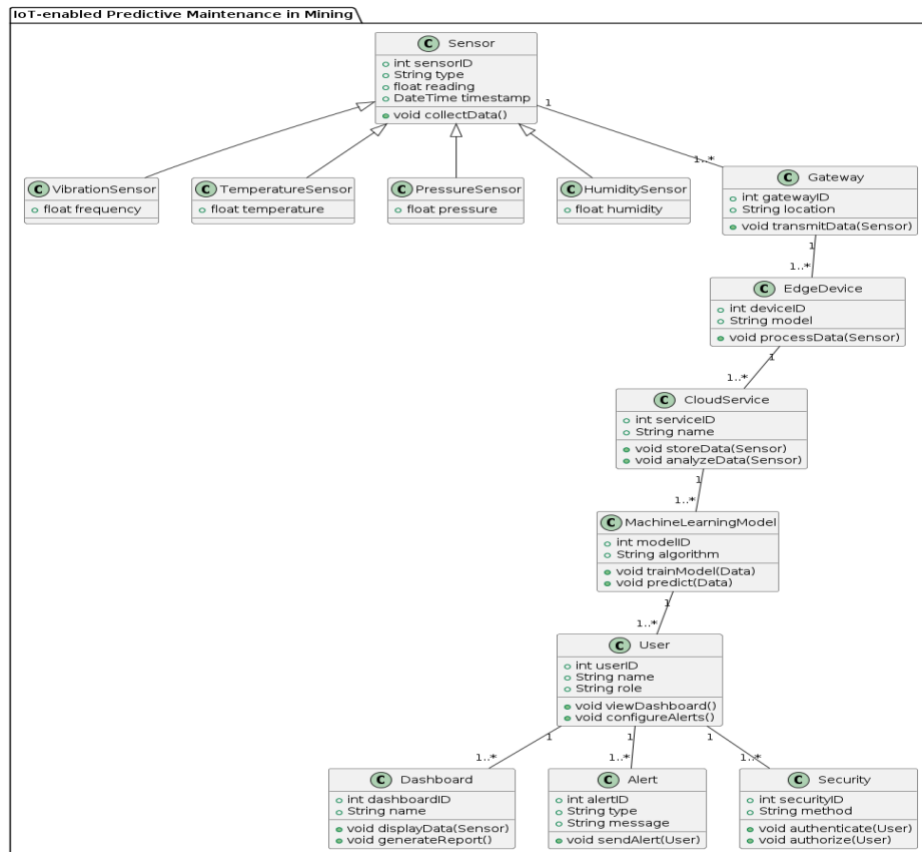 IoT-enabled Predictive Maintenance in Mining
C Sensor
int sensorID
String type
float reading
DateTime timestamp
void collectData()
1
1..*
C VibrationSensor
float frequency
C TemperatureSensor
float temperature
C PressureSensor
float pressure
C HumiditySensor
float humidity
C Gateway
int gatewayID
String location
void transmitData(Sensor)
1
1..*
C EdgeDevice
int deviceID
String model
void processData(Sensor)
1
1..*
C CloudService
int serviceID
String name
void storeData(Sensor)
void analyzeData(Sensor)
1
1..*
C MachineLearningModel
int modelID
String algorithm
void trainModel(Data)
void predict(Data)
1
1..*
C User
int userID
String name
String role
void viewDashboard()
void configureAlerts()
1 1 1
1..* 1..* 1..*
C Dashboard
int dashboardID
String name
void displayData(Sensor)
void generateReport()
C Alert
int alertID
String type
String message
void sendAlert(User)
C Security
int securityID
String method
void authenticate(User)
void authorize(User)